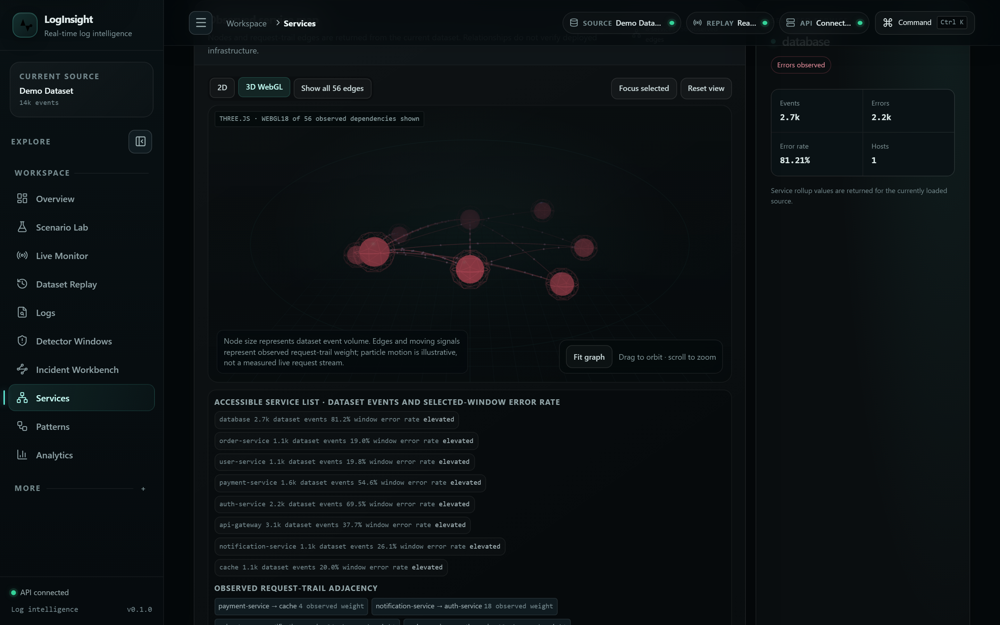 LogInsight
Real-time log intelligence
CURRENT SOURCE
Demo Dataset
14k events
EXPLORE
WORKSPACE
Overview
Scenario Lab
Live Monitor
Dataset Replay
Logs
Detector Windows
Incident Workbench
Services
Patterns
Analytics
MORE +
API connected
Log intelligence v0.1.0
Workspace > Services
SOURCE Demo Data...
REPLAY Rea...
API Connect...
Command Ctrl K
Observed service map
Nodes and request-trail edges are returned from the current dataset. Relationships do not verify deployed
infrastructure.
edges
2D
3D WebGL
Show all 56 edges
Focus selected
Reset view
THREE.JS · WEBGL18 of 56 observed dependencies shown
Node size represents dataset event volume. Edges and moving signals
represent observed request-trail weight; particle motion is illustrative,
not a measured live request stream.
Fit graph
Drag to orbit · scroll to zoom
ACCESSIBLE SERVICE LIST · DATASET EVENTS AND SELECTED-WINDOW ERROR RATE
database 2.7k dataset events 81.2% window error rate elevated
order-service 1.1k dataset events 19.0% window error rate elevated
user-service 1.1k dataset events 19.8% window error rate elevated
payment-service 1.6k dataset events 54.6% window error rate elevated
auth-service 2.2k dataset events 69.5% window error rate elevated
api-gateway 3.1k dataset events 37.7% window error rate elevated
notification-service 1.1k dataset events 26.1% window error rate elevated
cache 1.1k dataset events 20.0% window error rate elevated
OBSERVED REQUEST-TRAIL ADJACENCY
payment-service → cache 4 observed weight
notification-service → auth-service 18 observed weight
database
Errors observed
Events
2.7k
Errors
2.2k
Error rate
81.21%
Hosts
1
Service rollup values are returned for the currently loaded
source.